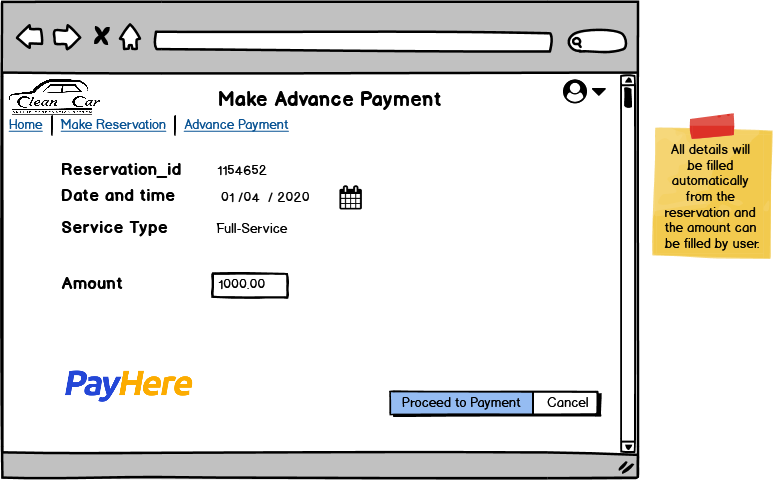 Clean Car
Make Advance Payment
Home | Make Reservation | Advance Payment
Reservation_id 1154652
Date and time 01/04 / 2020
Service Type Full-Service
Amount 1000.00
PayHere
Proceed to Payment Cancel
All details will
be filled
automatically
from the
reservation and
the amount can
be filled by user.